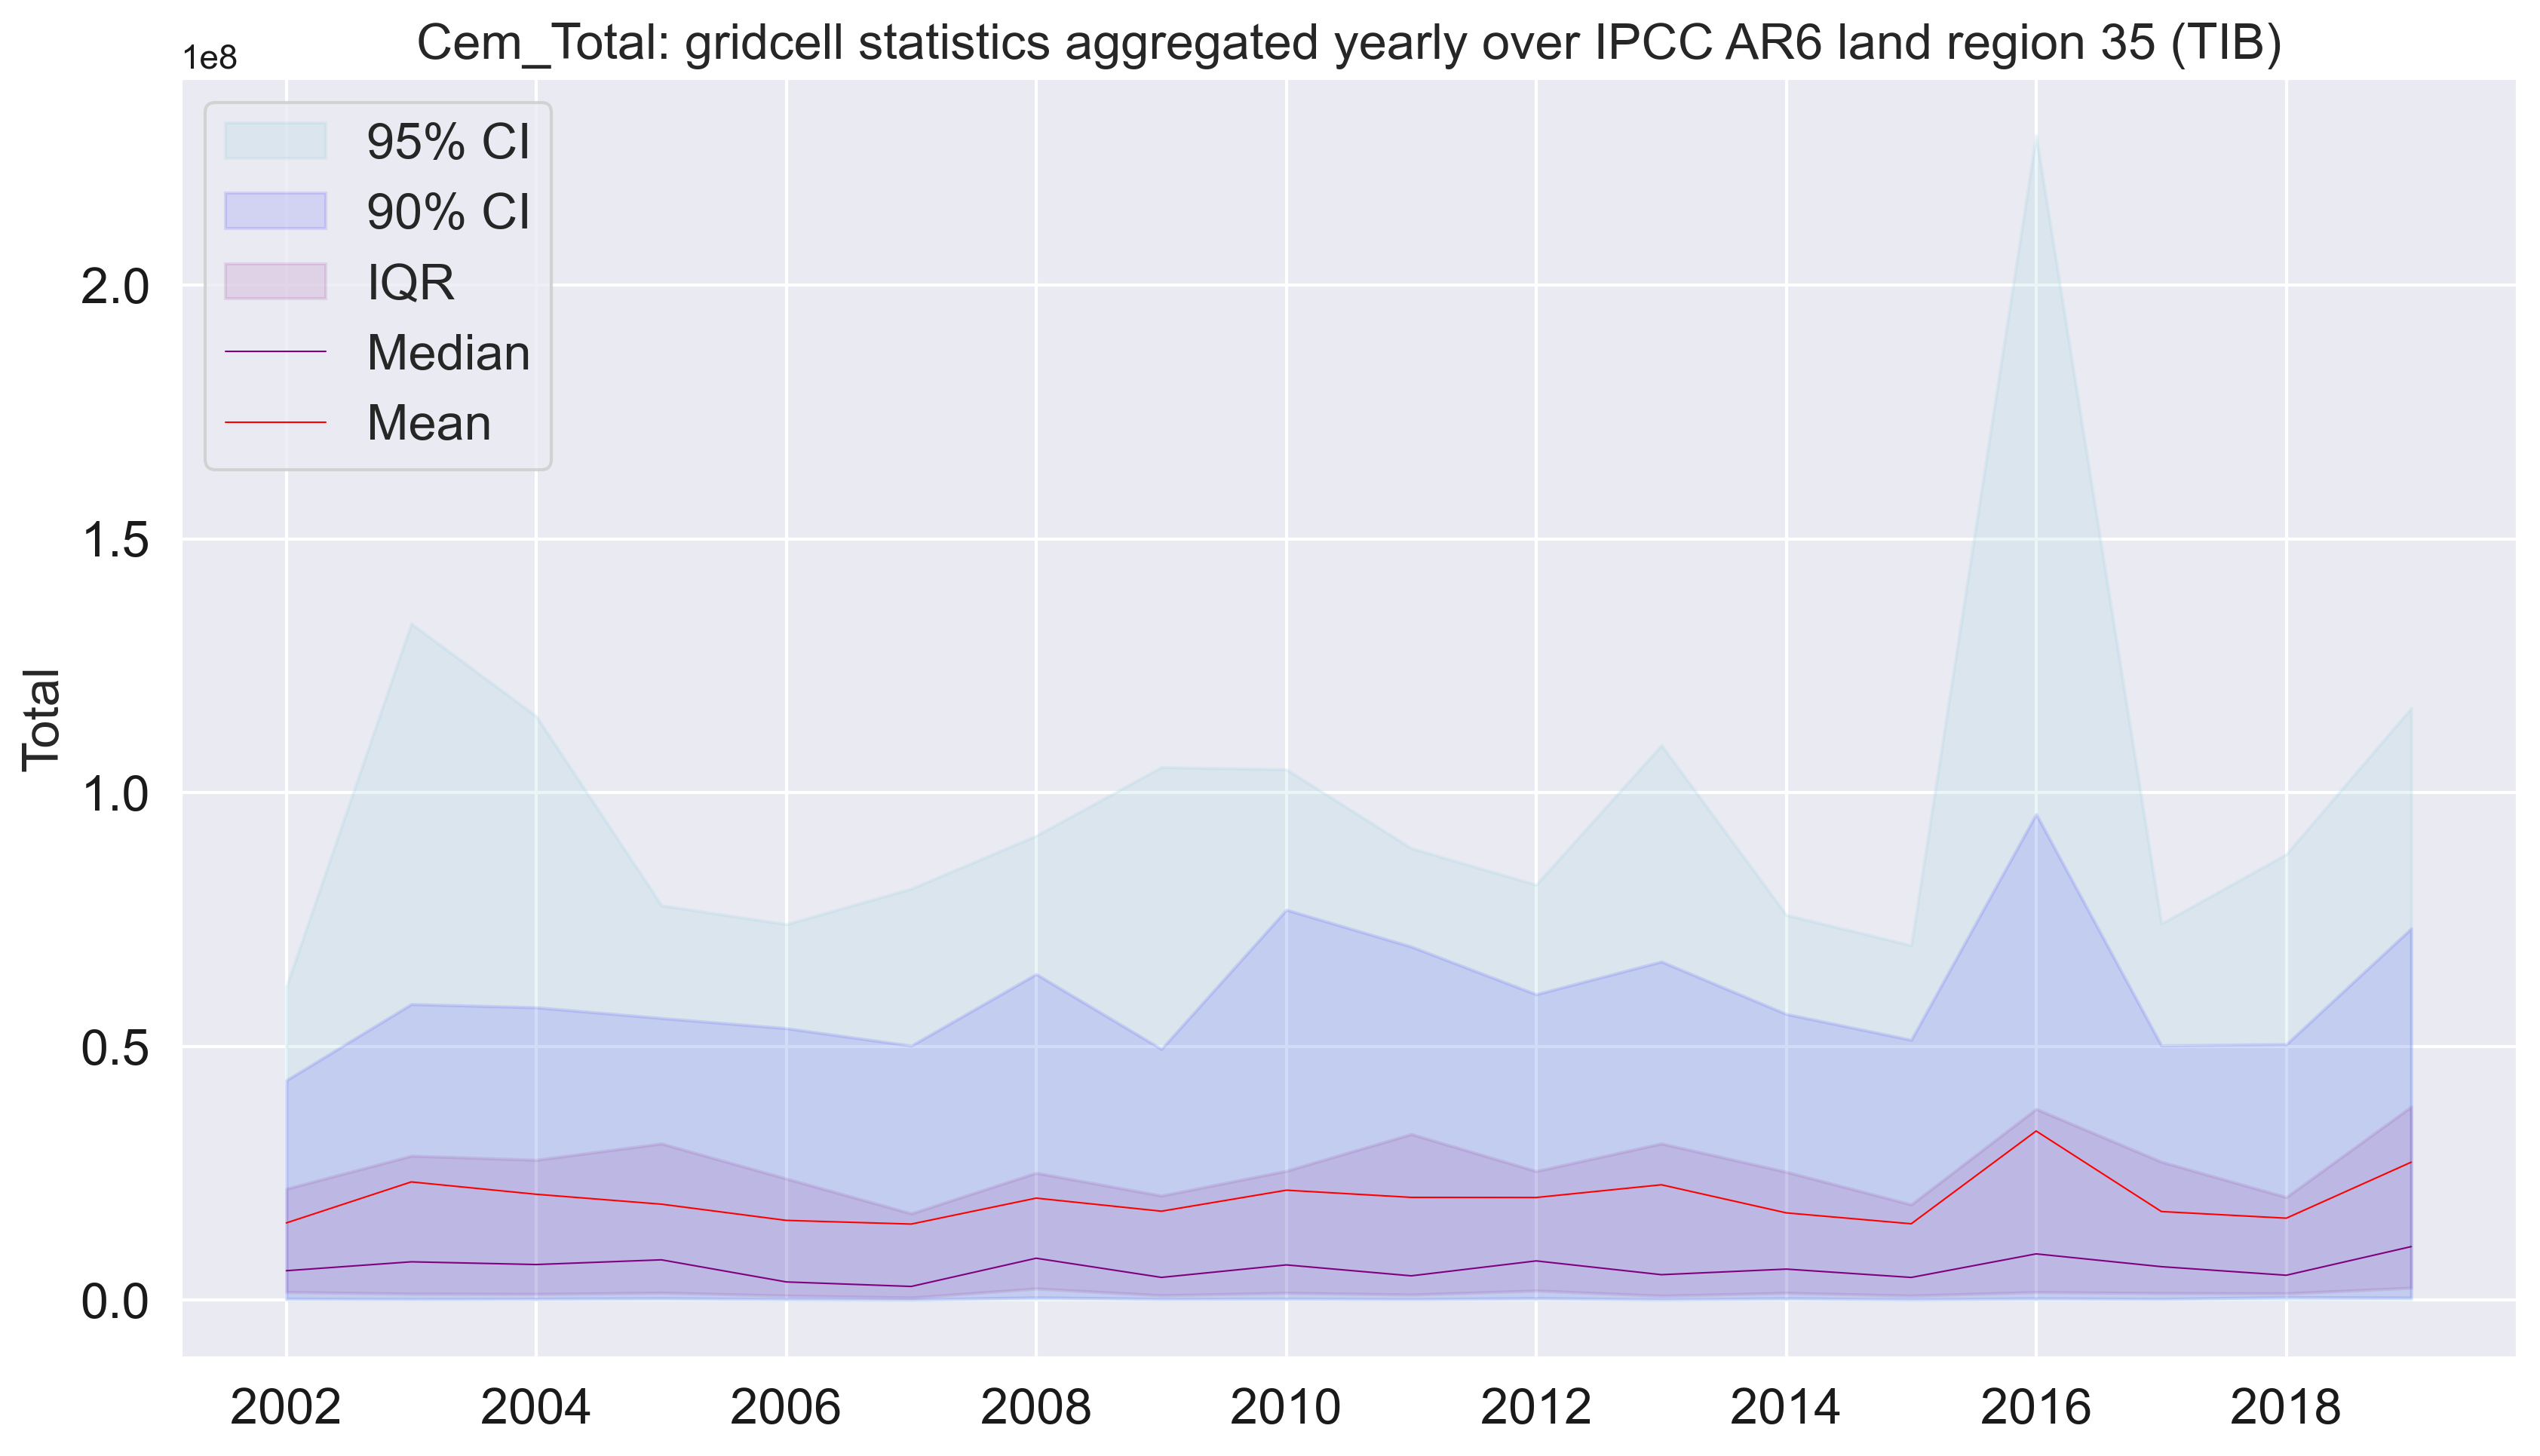 Cem_Total: gridcell statistics aggregated yearly over IPCC AR6 land region 35 (TIB)
1e8
95% CI
90% CI
IQR
Median
Mean
Total
2.0
1.5
1.0
0.5
0.0
2002 2004 2006 2008 2010 2012 2014 2016 2018